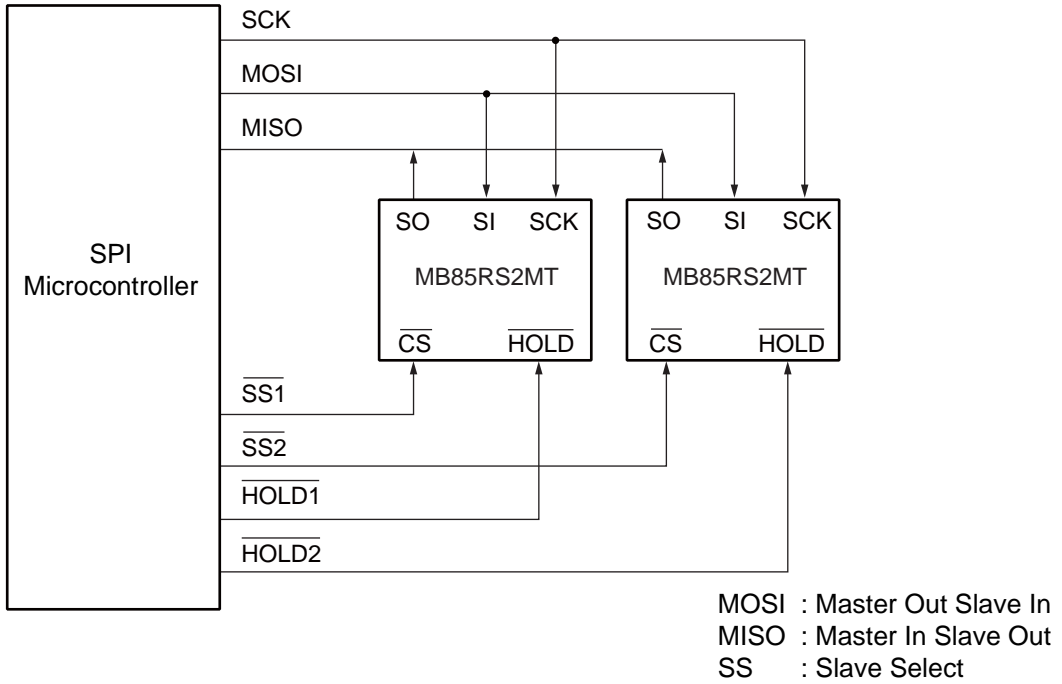 SCK
MOSI
MISO
SO SI SCK
MB85RS2MT
CS HOLD
SO SI SCK
MB85RS2MT
CS HOLD
SPI
Microcontroller
SS1
SS2
HOLD1
HOLD2
MOSI : Master Out Slave In
MISO : Master In Slave Out
SS : Slave Select